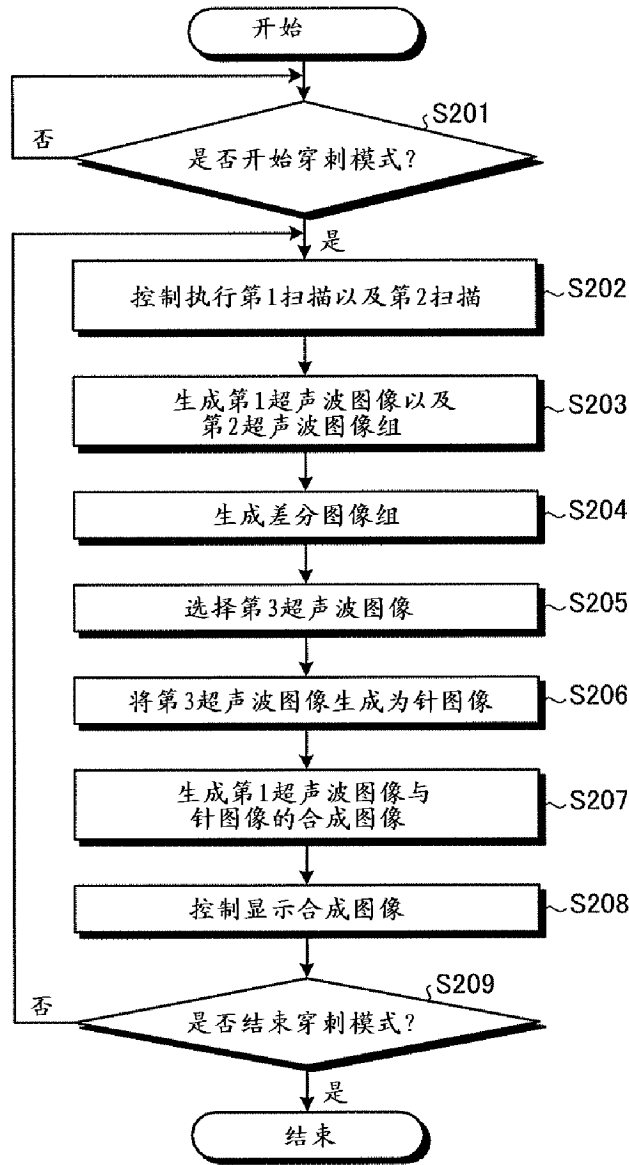 开始
S201
否
是否开始穿刺模式?
是
控制执行第1扫描以及第2扫描
S202
生成第1超声波图像以及
第2超声波图像组
S203
生成差分图像组
S204
选择第3超声波图像
S205
将第3超声波图像生成为针图像
S206
生成第1超声波图像与
针图像的合成图像
S207
控制显示合成图像
S208
S209
否
是否结束穿刺模式?
是
结束